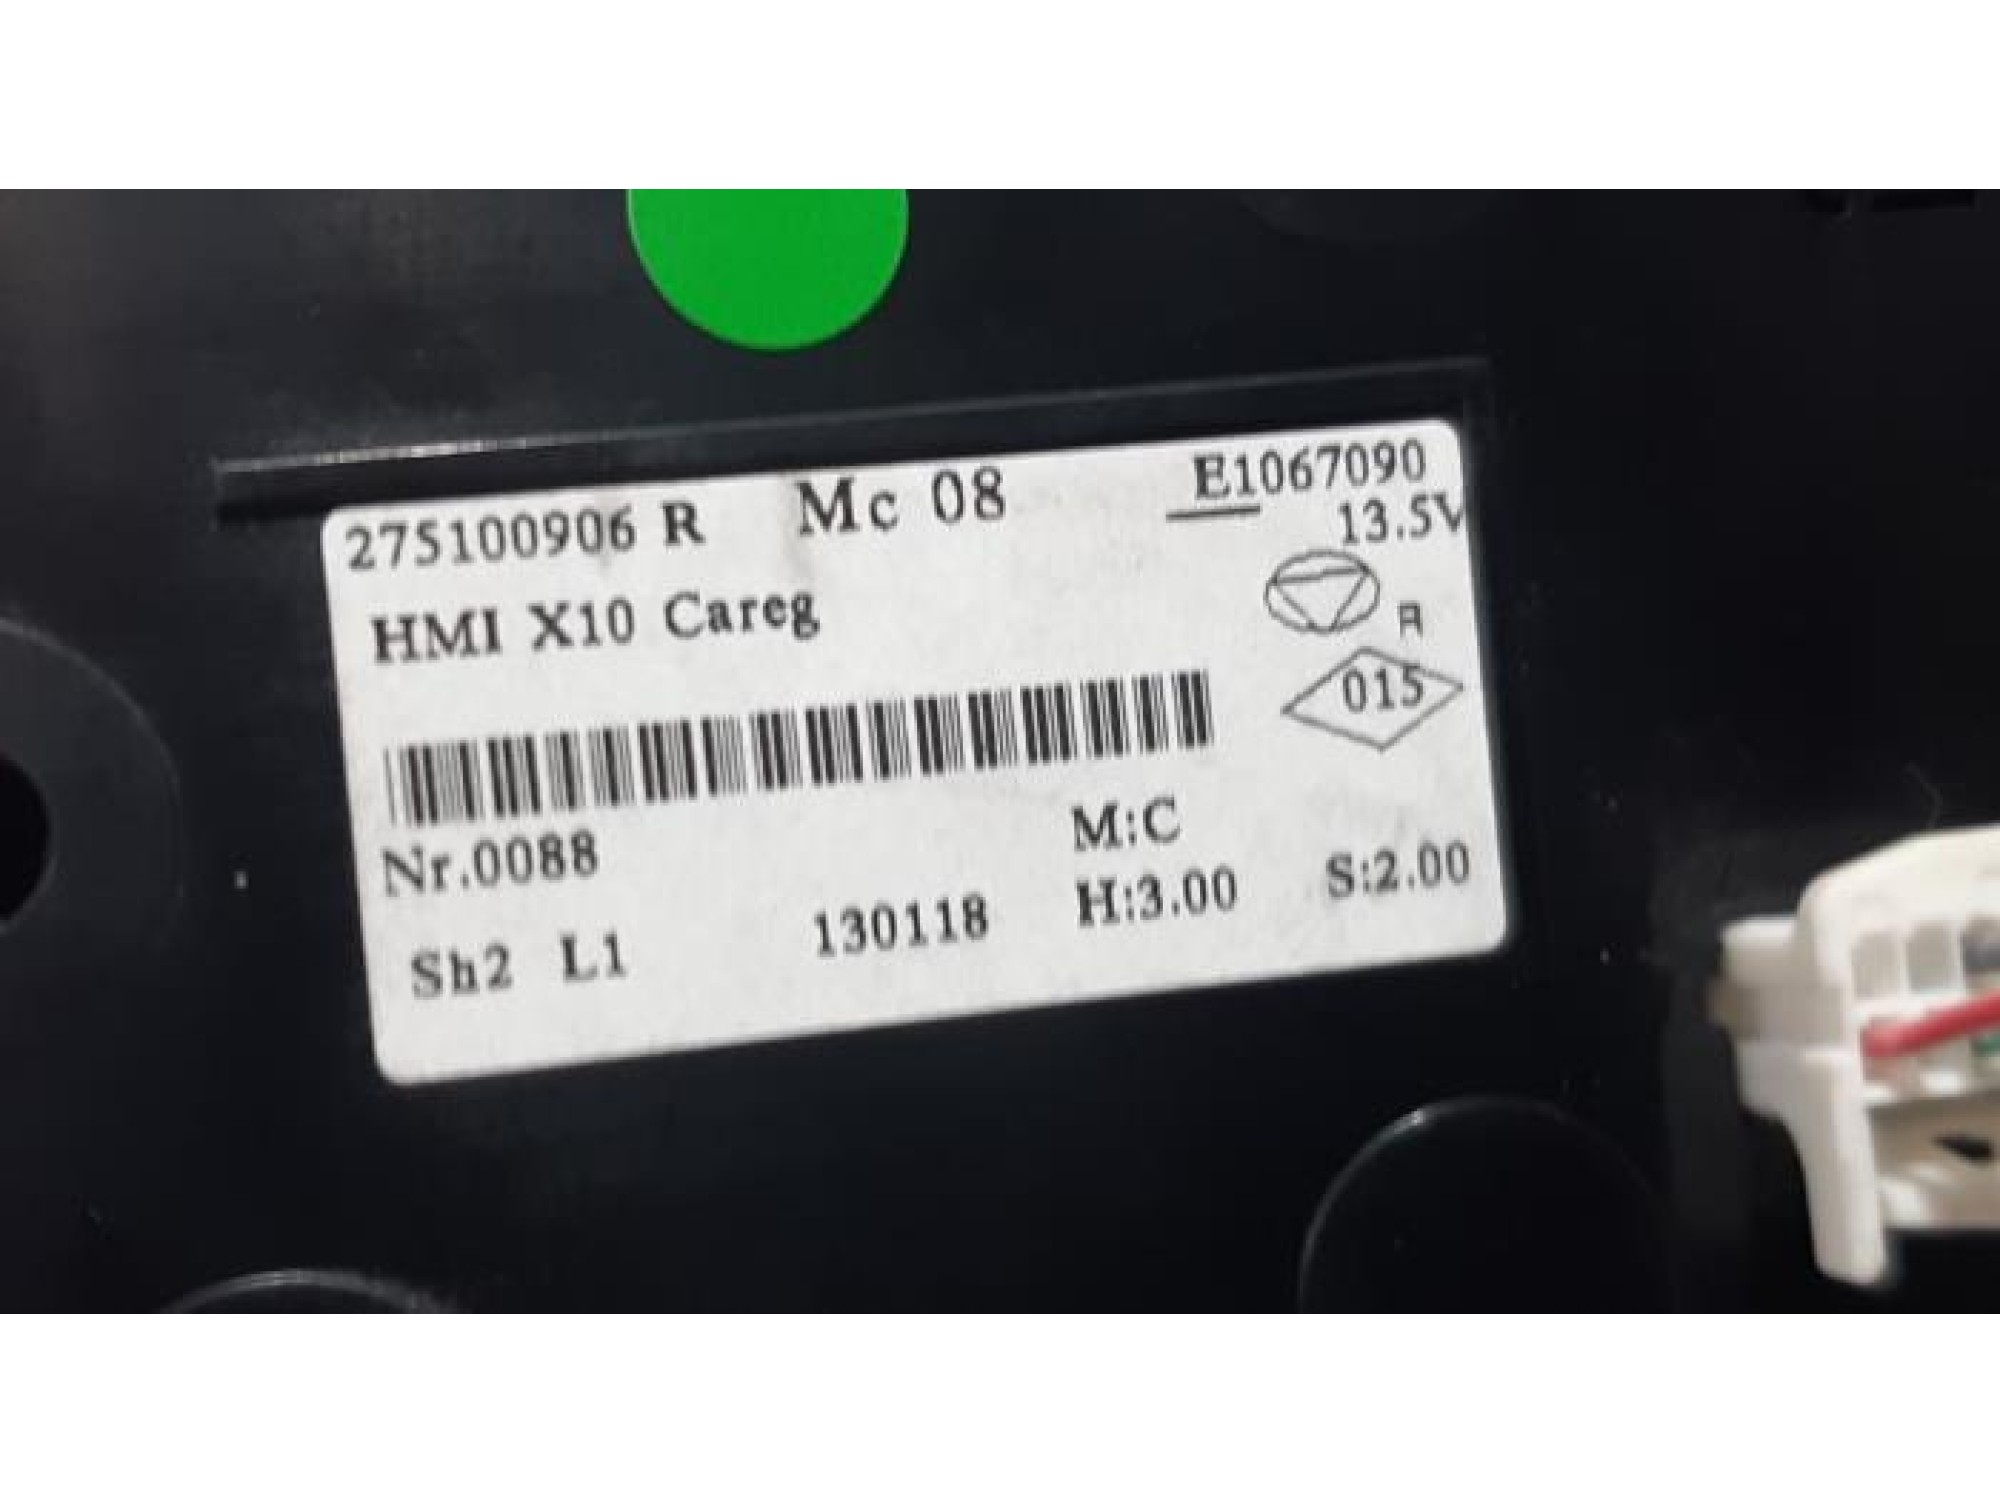 275100906 R Mc 08 E1067090
13.5V
HMI X10 Careg
R
015
Nr.0088
M:C
Sh2 L1 130118 H:3.00 S:2.00